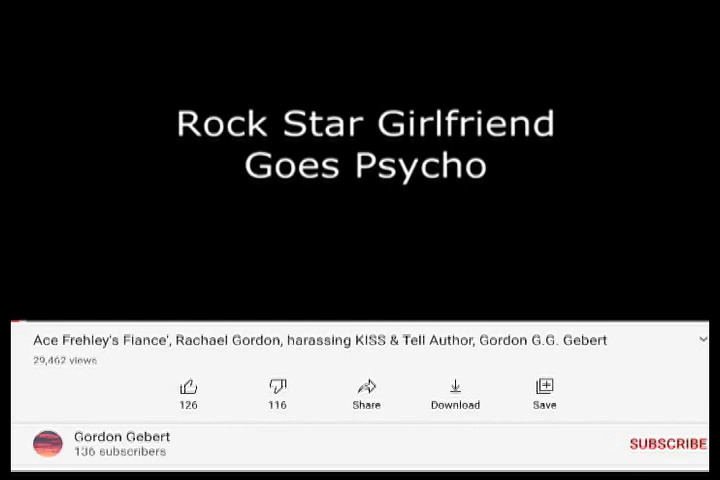 Rock Star Girlfriend
Goes Psycho
Ace Frehley's Fiance', Rachael Gordon, harassing KISS & Tell Author, Gordon G.G. Gebert
29,462 views
126 116 Share Download Save
Gordon Gebert
136 subscribers
SUBSCRIBE